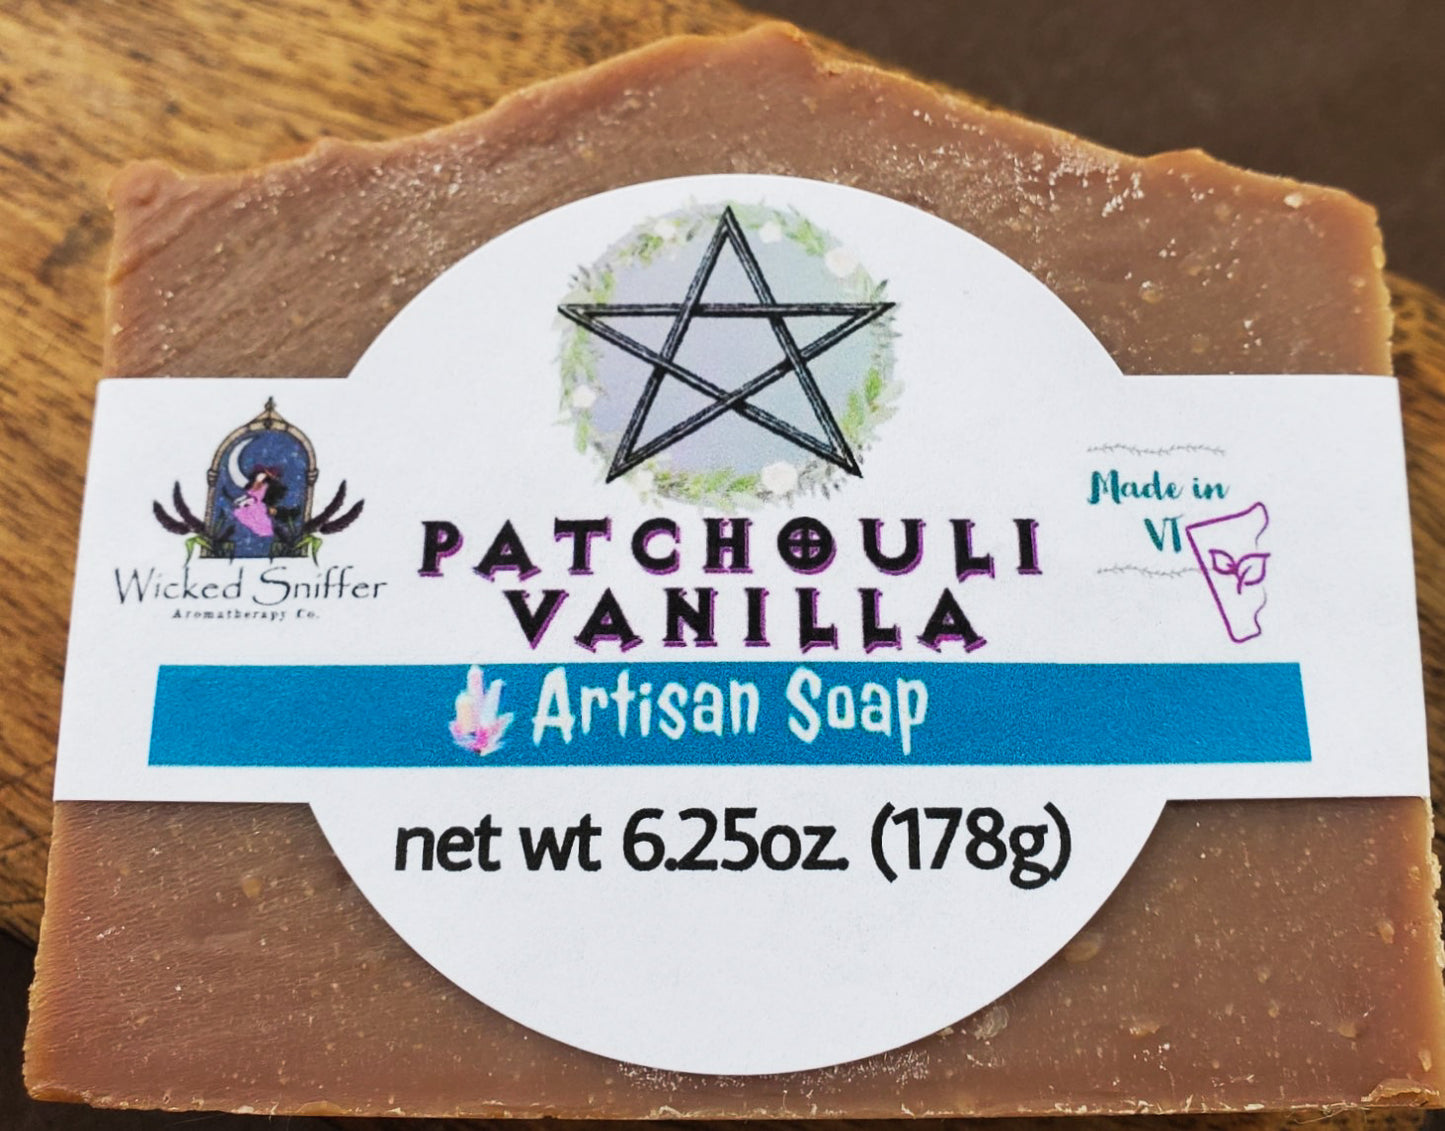 PATCHOULI
VANILLA
Wicked Sniffer
Aromatherapy Co.
Made in
VT
Artisan Soap
net wt 6.25oz. (178g)